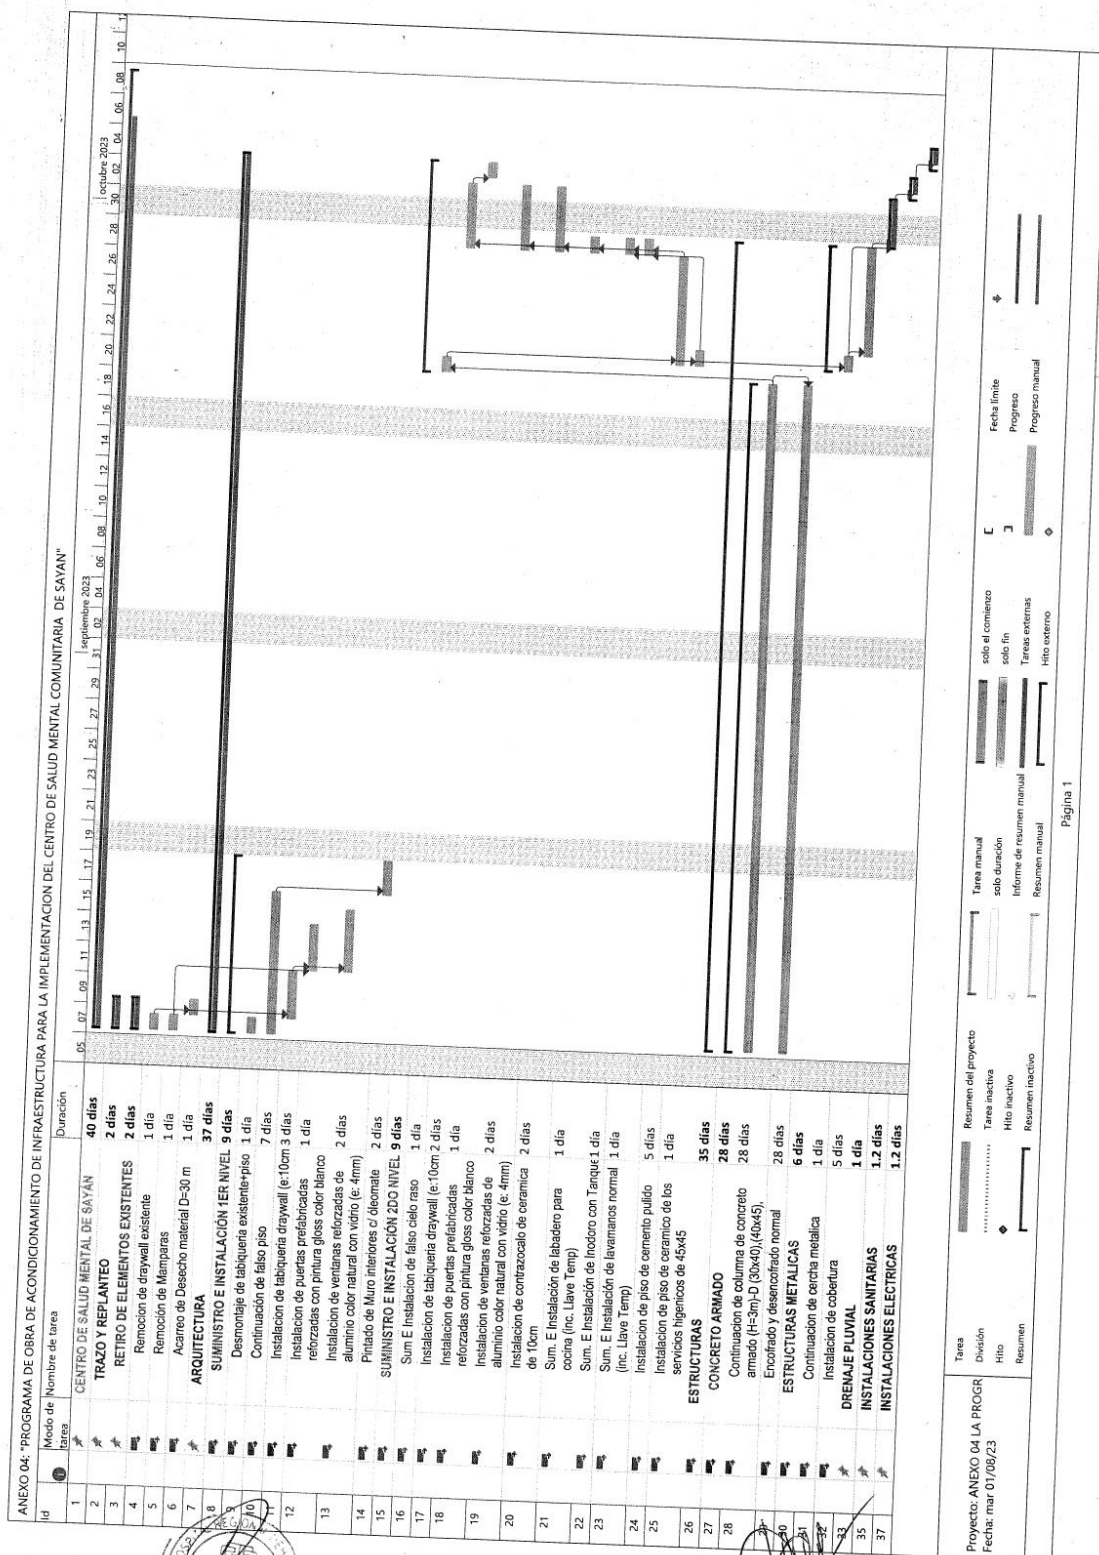 ANEXO 04: "PROGRAMA DE OBRA DE ACONDICIONAMIENTO DE INFRAESTRUCTURA PARA LA IMPLEMENTACION DEL CENTRO DE SALUD MENTAL COMUNITARIA DE SAYAN"
Id Modo de tarea Nombre de tarea Duración
septiembre 2023 octubre 2023
05 07 09 11 13 15 17 19 21 23 25 27 29 31 02 04 06 08 10 12 14 16 18 20 22 24 26 28 30 02 04 06 08 10
1 CENTRO DE SALUD MENTAL DE SAYÁN 40 días
2 TRAZO Y REPLANTEO 2 días
3 RETIRO DE ELEMENTOS EXISTENTES 2 días
4 Remocion de draywall existente 1 día
5 Remoción de Mamparas 1 día
6 Acarreo de Desecho material D=30 m 1 día
7 ARQUITECTURA 37 días
8 SUMINISTRO E INSTALACIÓN 1ER NIVEL 9 días
9 Desmontaje de tabiquería existente+piso 1 día
10 Continuación de falso piso 7 días
11 Instalacion de tabiqueria draywall (e:10cm 3 días
12 Instalacion de puertas prefabricadas 1 día
reforzadas con pintura gloss color blanco
13 Instalacion de ventanas reforzadas de 2 días
aluminio color natural con vidrio (e: 4mm)
Pintado de Muro interiores c/ óleomate 2 días
15 SUMINISTRO E INSTALACIÓN 2DO NIVEL 9 días
16 Sum E Instalacion de falso cielo raso 1 día
17 Instalacion de tabiqueria draywall (e:10cm 2 días
18 Instalacion de puertas prefabricadas 1 día
reforzadas con pintura gloss color blanco
19 Instalacion de ventanas reforzadas de 2 días
aluminio color natural con vidrio (e: 4mm)
20 Instalacion de contrazocalo de ceramica 2 días
de 10cm
21 Sum. E Instalación de labadero para 1 día
cocina (inc. Llave Temp)
22 Sum. E Instalación de Inodoro con Tanque 1 día
23 Sum. E Instalación de lavamanos normal 1 día
(inc. Llave Temp)
24 Instalacion de piso de cemento pulido 5 días
25 Instalacion de piso de ceramico de los 1 día
servicios higenicos de 45x45
26 ESTRUCTURAS 35 días
27 CONCRETO ARMADO 28 días
28 Continuacion de columna de concreto 28 días
armado (H=3m)-D (30x40),(40x45),
Encofrado y desencofrado normal 28 días
30 ESTRUCTURAS METALICAS 6 días
31 Continuacion de cercha metalica 1 día
32 Instalacion de cobertura 5 días
33 DRENAJE PLUVIAL 1 día
35 INSTALACIONES SANITARIAS 1.2 días
37 INSTALACIONES ELECTRICAS 1.2 días
Proyecto: ANEXO 04 LA PROGR
Fecha: mar 01/08/23
Tarea
División
Hito
Resumen
Resumen del proyecto
Tarea inactiva
Hito inactivo
Resumen inactivo
Tarea manual
solo duración
Informe de resumen manual
Resumen manual
solo el comienzo
solo fin
Tareas externas
Hito externo
Fecha límite
Progreso
Progreso manual
Página 1